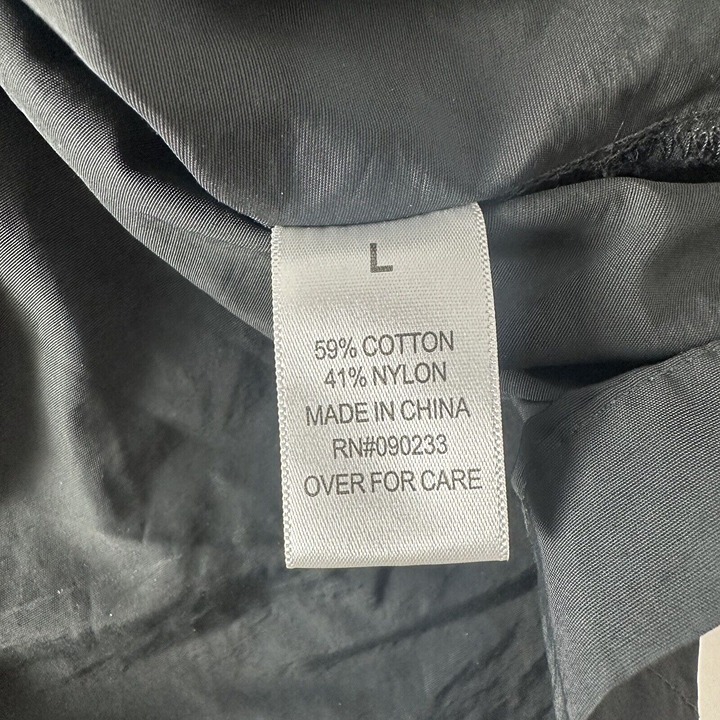 L
59% COTTON
41% NYLON
MADE IN CHINA
RN#090233
OVER FOR CARE